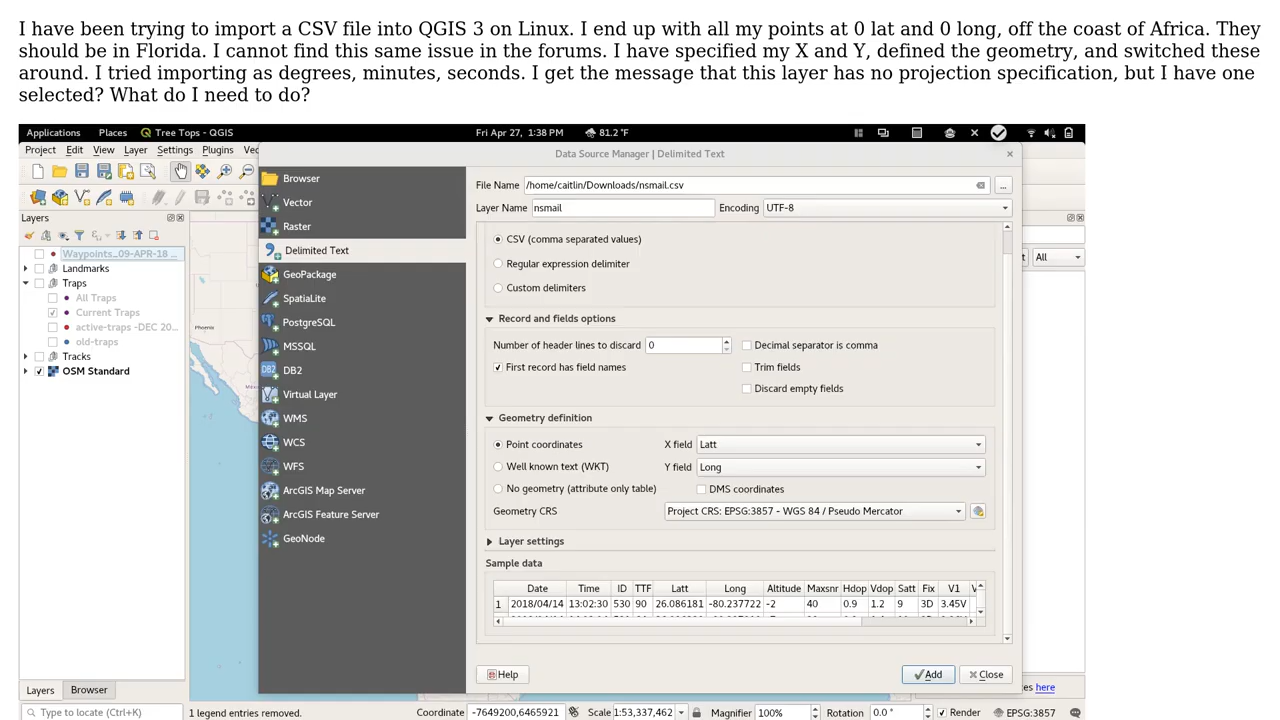 I have been trying to import a CSV file into QGIS 3 on Linux. I end up with all my points at 0 lat and 0 long, off the coast of Africa. They
should be in Florida. I cannot find this same issue in the forums. I have specified my X and Y, defined the geometry, and switched these
around. I tried importing as degrees, minutes, seconds. I get the message that this layer has no projection specification, but I have one
selected? What do I need to do?
Applications Places Tree Tops - QGIS Fri Apr 27, 1:38 PM 81.2 °F
Project Edit View Layer Settings Plugins Vec
Data Source Manager | Delimited Text
Layers
Waypoints...09-APR-18 ...
Landmarks
Traps
All Traps
Current Traps
active-traps -DEC 20...
old-traps
Tracks
OSM Standard
Phoenix
Browser
Vector
Raster
Delimited Text
GeoPackage
SpatiaLite
PostgreSQL
MSSQL
DB2
Virtual Layer
WMS
WCS
WFS
ArcGIS Map Server
ArcGIS Feature Server
GeoNode
File Name /home/caitlin/Downloads/nsmail.csv ...
Layer Name nsmail Encoding UTF-8
CSV (comma separated values)
Regular expression delimiter
Custom delimiters
Record and fields options
Number of header lines to discard 0 Decimal separator is comma
First record has field names Trim fields
Discard empty fields
Geometry definition
Point coordinates X field Latt
Well known text (WKT) Y field Long
No geometry (attribute only table) DMS coordinates
Geometry CRS Project CRS: EPSG:3857 - WGS 84 / Pseudo Mercator
Layer settings
Sample data
Date Time ID TTF Latt Long Altitude Maxsnr Hdop Vdop Satt Fix V1
1 2018/04/14 13:02:30 530 90 26.086181 -80.237722 -2 40 0.9 1.2 9 3D 3.45V
Help Add Close
All
here
Layers Browser
Type to locate (Ctrl+K) 1 legend entries removed. Coordinate -7649200,6465921 Scale 1:53,337,462 Magnifier 100% Rotation 0.0 ° Render EPSG:3857